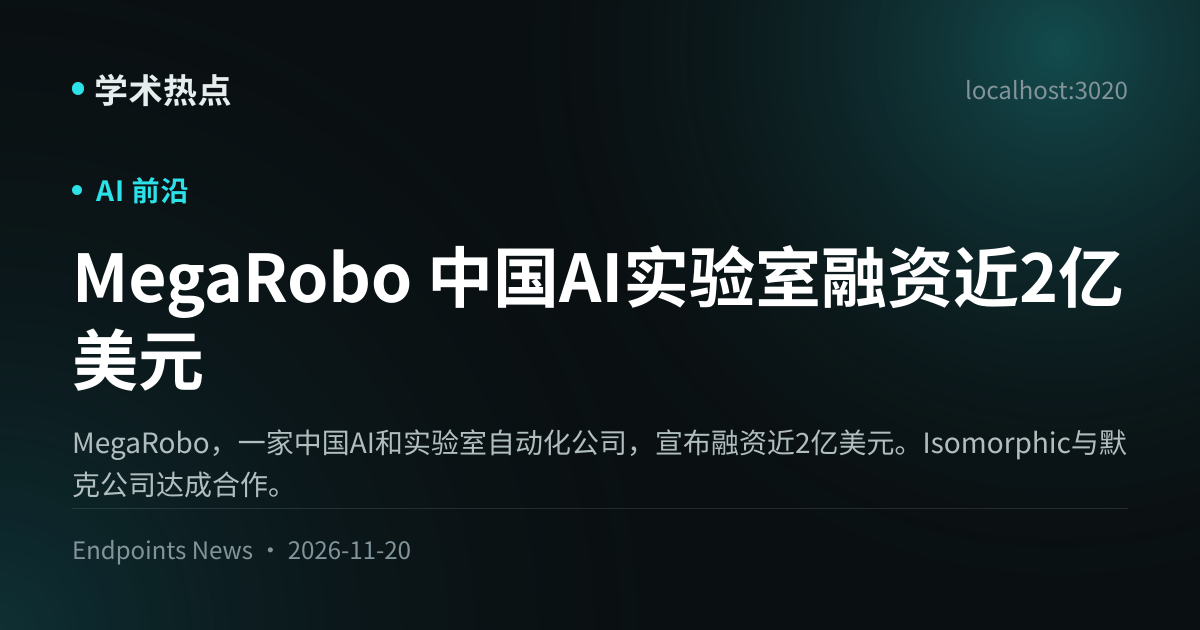 学术热点
localhost:3020
AI 前沿
MegaRobo 中国AI实验室融资近2亿
美元
MegaRobo，一家中国AI和实验室自动化公司，宣布融资近2亿美元。Isomorphic与默
克公司达成合作。
Endpoints News · 2026-11-20